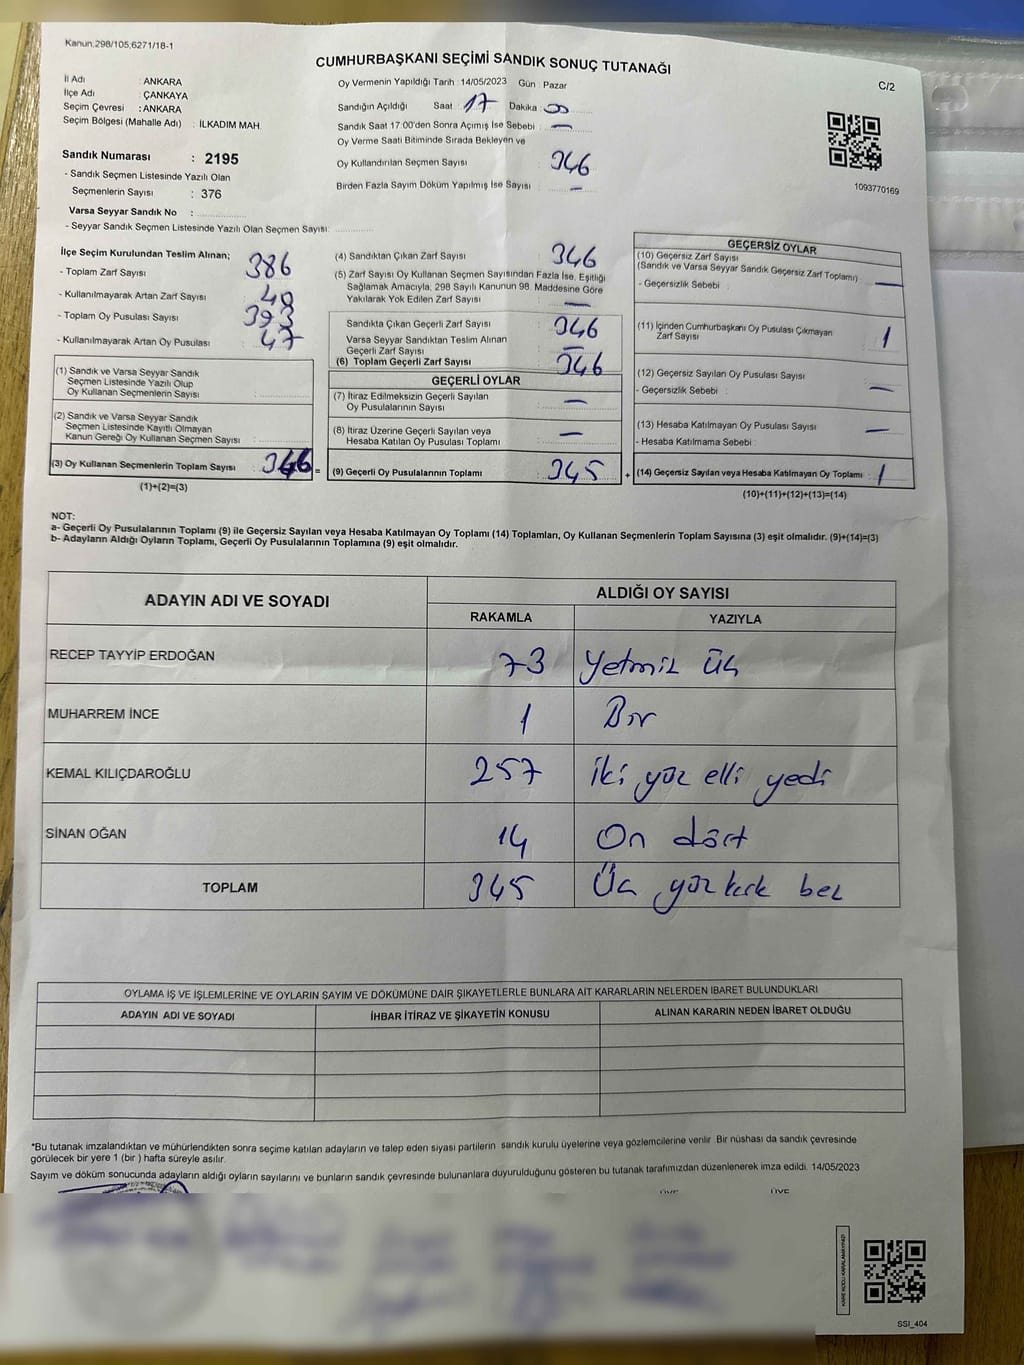 Kanun.298/105,6271/18-1
CUMHURBAŞKANI SEÇİMİ SANDIK SONUÇ TUTANAĞI
C/2
İl Adı : ANKARA
İlçe Adı : ÇANKAYA
Seçim Çevresi : ANKARA
Seçim Bölgesi (Mahalle Adı) : İLKADIM MAH.
Oy Vermenin Yapıldığı Tarih : 14/05/2023 Gün : Pazar
Sandığın Açıldığı Saat : 17 Dakika : 00
Sandık Saat 17:00'den Sonra Açımış İse Sebebi : —
Oy Verme Saati Bitiminde Sırada Bekleyen ve
Oy Kullandırılan Seçmen Sayısı : 346
Birden Fazla Sayım Döküm Yapılmış İse Sayısı : —
1093770169
Sandık Numarası : 2195
- Sandık Seçmen Listesinde Yazılı Olan
Seçmenlerin Sayısı : 376
Varsa Seyyar Sandık No :
- Seyyar Sandık Seçmen Listesinde Yazılı Olan Seçmen Sayısı:
İlçe Seçim Kurulundan Teslim Alınan;
- Toplam Zarf Sayısı 386
- Kullanılmayarak Artan Zarf Sayısı 40
- Toplam Oy Pusulası Sayısı 393
- Kullanılmayarak Artan Oy Pusulası 47
(1) Sandık ve Varsa Seyyar Sandık
Seçmen Listesinde Yazılı Olup
Oy Kullanan Seçmenlerin Sayısı :
(2) Sandık ve Varsa Seyyar Sandık
Seçmen Listesinde Kayıtlı Olmayan
Kanun Gereği Oy Kullanan Seçmen Sayısı :
(3) Oy Kullanan Seçmenlerin Toplam Sayısı : 346 =
(1)+(2)=(3)
(4) Sandıktan Çıkan Zarf Sayısı : 346
(5) Zarf Sayısı Oy Kullanan Seçmen Sayısından Fazla İse, Eşitliği
Sağlamak Amacıyla, 298 Sayılı Kanunun 98. Maddesine Göre
Yakılarak Yok Edilen Zarf Sayısı : —
Sandıkta Çıkan Geçerli Zarf Sayısı : 346
Varsa Seyyar Sandıktan Teslim Alınan
Geçerli Zarf Sayısı : —
(6) Toplam Geçerli Zarf Sayısı : 346
GEÇERLİ OYLAR
(7) İtiraz Edilmeksizin Geçerli Sayılan
Oy Pusulalarının Sayısı : —
(8) İtiraz Üzerine Geçerli Sayılan veya
Hesaba Katılan Oy Pusulası Toplamı : —
(9) Geçerli Oy Pusulalarının Toplamı : 345 +
GEÇERSİZ OYLAR
(10) Geçersiz Zarf Sayısı
(Sandık ve Varsa Seyyar Sandık Geçersiz Zarf Toplamı) : —
- Geçersizlik Sebebi :
(11) İçinden Cumhurbaşkanı Oy Pusulası Çıkmayan
Zarf Sayısı : 1
(12) Geçersiz Sayılan Oy Pusulası Sayısı : —
- Geçersizlik Sebebi :
(13) Hesaba Katılmayan Oy Pusulası Sayısı : —
- Hesaba Katılmama Sebebi :
(14) Geçersiz Sayılan veya Hesaba Katılmayan Oy Toplamı : 1
(10)+(11)+(12)+(13)=(14)
NOT:
a- Geçerli Oy Pusulalarının Toplamı (9) ile Geçersiz Sayılan veya Hesaba Katılmayan Oy Toplamı (14) Toplamları, Oy Kullanan Seçmenlerin Toplam Sayısına (3) eşit olmalıdır. (9)+(14)=(3)
b- Adayların Aldığı Oyların Toplamı, Geçerli Oy Pusulalarının Toplamına (9) eşit olmalıdır.
ADAYIN ADI VE SOYADI
ALDIĞI OY SAYISI
RAKAMLA YAZIYLA
RECEP TAYYİP ERDOĞAN 73 Yetmiş Üç
MUHARREM İNCE 1 Bir
KEMAL KILIÇDAROĞLU 257 iki yüz elli yedi
SİNAN OĞAN 14 On dört
TOPLAM 345 Üç yüz kırk beş
OYLAMA İŞ VE İŞLEMLERİNE VE OYLARIN SAYIM VE DÖKÜMÜNE DAİR ŞİKAYETLERLE BUNLARA AİT KARARLARIN NELERDEN İBARET BULUNDUKLARI
ADAYIN ADI VE SOYADI İHBAR İTİRAZ VE ŞİKAYETİN KONUSU ALINAN KARARIN NEDEN İBARET OLDUĞU
*Bu tutanak imzalandıktan ve mühürlendikten sonra seçime katılan adayların ve talep eden siyasi partilerin sandık kurulu üyelerine veya gözlemcilerine verilir. Bir nüshası da sandık çevresinde
görülecek bir yere 1 (bir) hafta süreyle asılır.
Sayım ve döküm sonucunda adayların aldığı oyların sayılarını ve bunların sandık çevresinde bulunanlara duyurulduğunu gösteren bu tutanak tarafımızdan düzenlenerek imza edildi. 14/05/2023
ÜYE ÜYE
KARE KODU KARALAMAYINIZ!
SSI_404